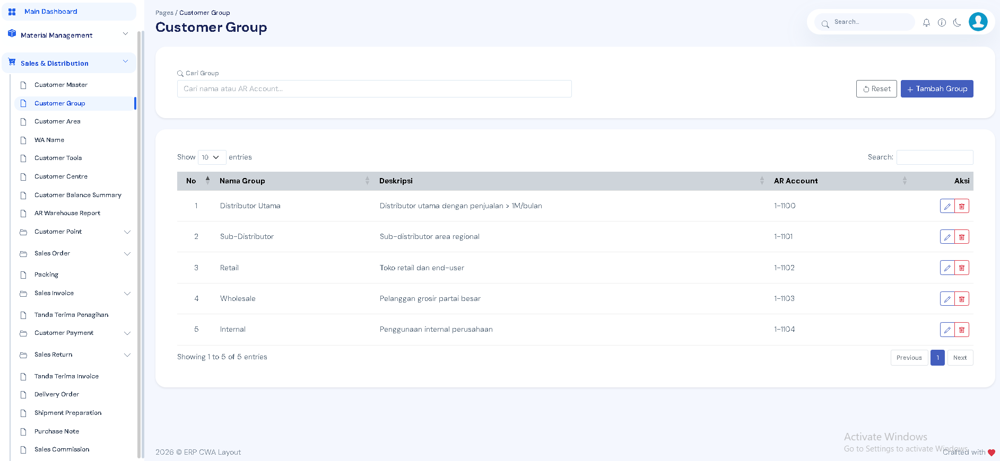 Main Dashboard
Material Management
Sales & Distribution
Customer Master
Customer Group
Customer Area
WA Name
Customer Tools
Customer Centre
Customer Balance Summary
AR Warehouse Report
Customer Point
Sales Order
Packing
Sales Invoice
Tanda Terima Penagihan
Customer Payment
Sales Return
Tanda Terima Invoice
Delivery Order
Shipment Preparation
Purchase Note
Sales Commission
Pages / Customer Group
Customer Group
Search...
Cari Group
Cari nama atau AR Account...
Reset
+ Tambah Group
Show 10 entries
Search:
No Nama Group Deskripsi AR Account Aksi
1 Distributor Utama Distributor utama dengan penjualan > 1M/bulan 1-1100
2 Sub-Distributor Sub-distributor area regional 1-1101
3 Retail Toko retail dan end-user 1-1102
4 Wholesale Pelanggan grosir partai besar 1-1103
5 Internal Penggunaan internal perusahaan 1-1104
Showing 1 to 5 of 5 entries
Previous 1 Next
Activate Windows
Go to Settings to activate Windows.
2026 © ERP CWA Layout
Crafted with